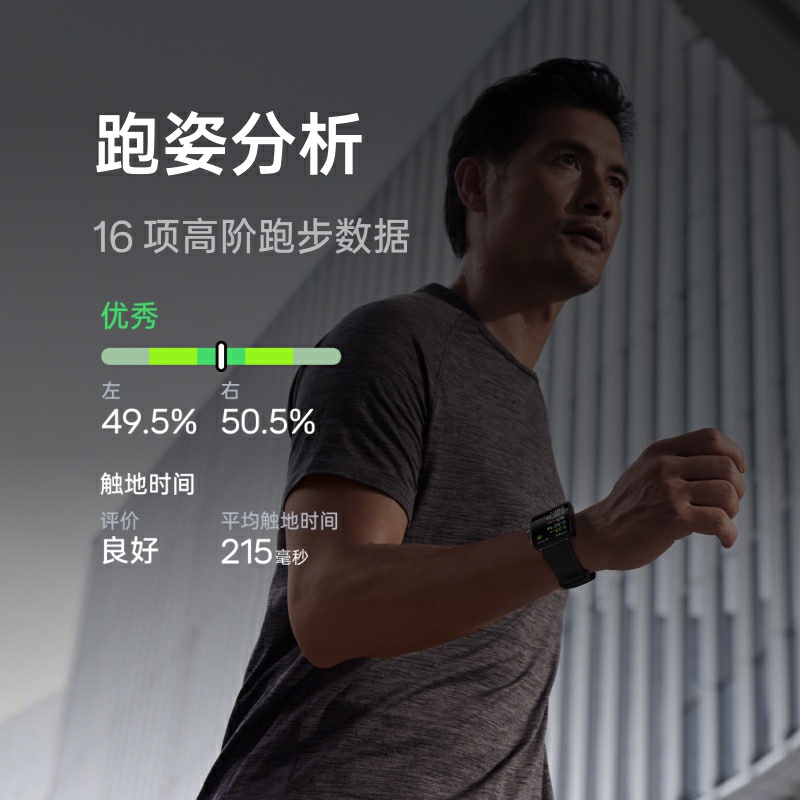 跑姿分析
16 项高阶跑步数据
优秀
左 右
49.5% 50.5%
触地时间
评价 平均触地时间
良好 215毫秒